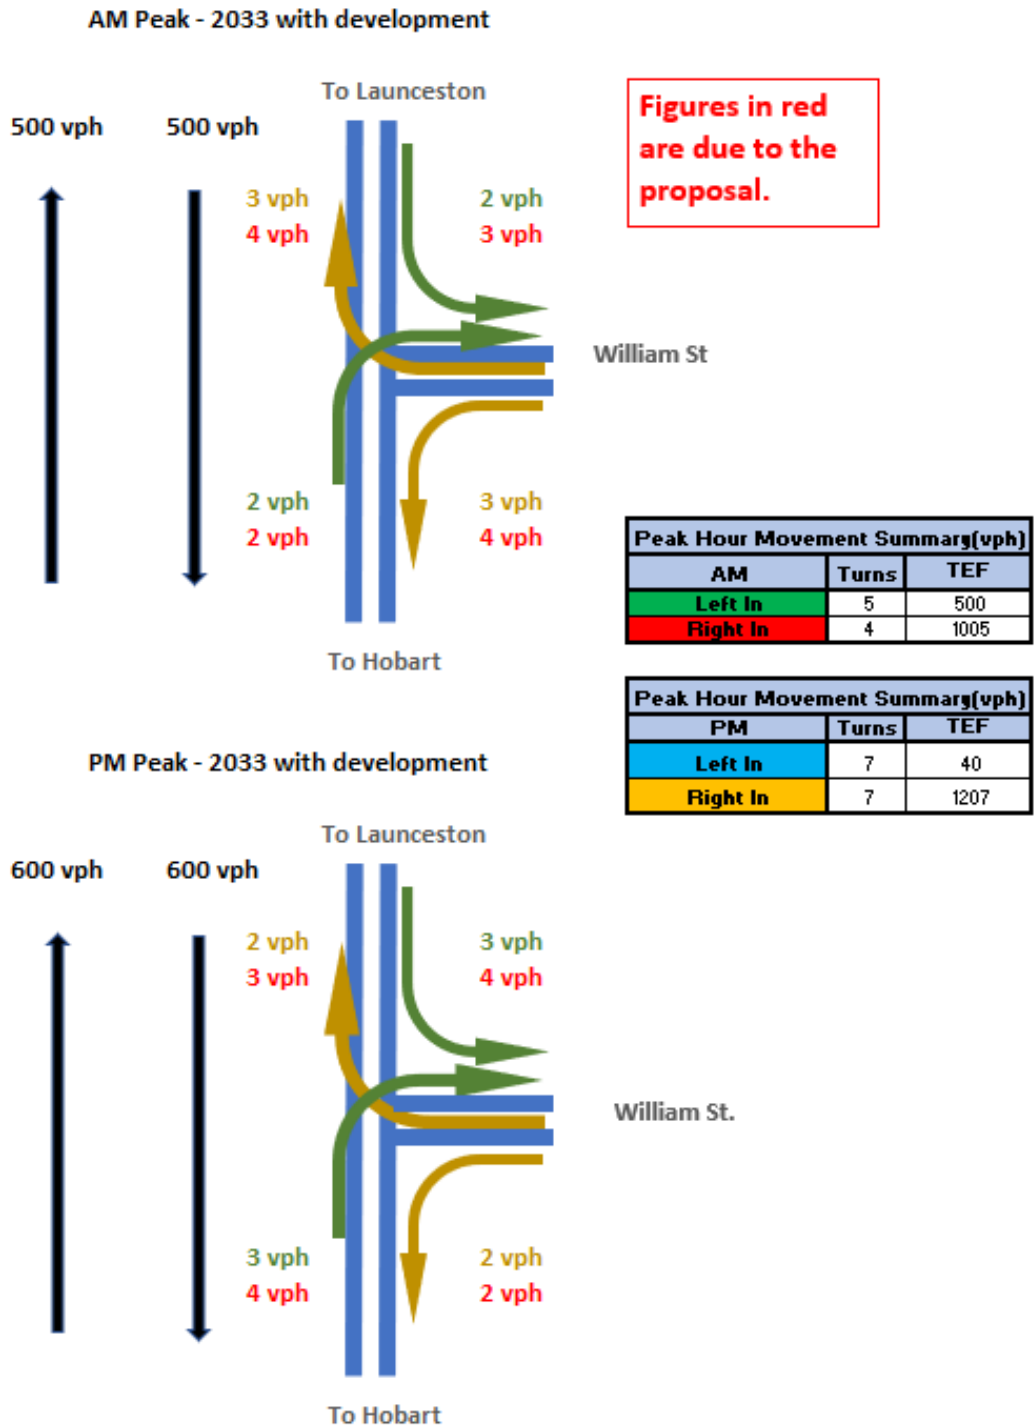 AM Peak - 2033 with development
To Launceston
500 vph 500 vph
Figures in red
are due to the
proposal.
3 vph 2 vph
4 vph 3 vph
William St
2 vph 3 vph
2 vph 4 vph
To Hobart
Peak Hour Movement Summary(vph)
AM Turns TEF
Left In 5 500
Right In 4 1005
Peak Hour Movement Summary(vph)
PM Turns TEF
Left In 7 40
Right In 7 1207
PM Peak - 2033 with development
To Launceston
600 vph 600 vph
2 vph 3 vph
3 vph 4 vph
William St.
3 vph 2 vph
4 vph 2 vph
To Hobart